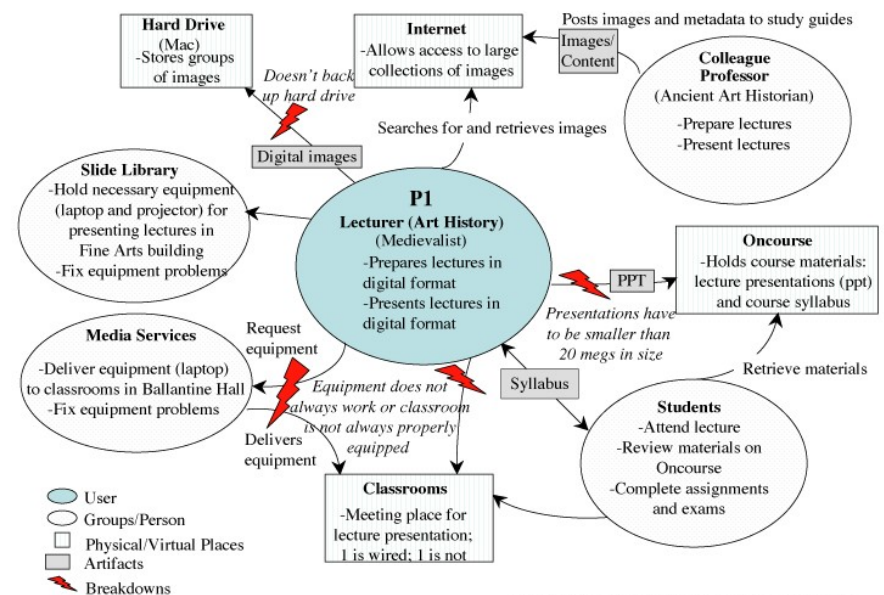 Hard Drive
(Mac)
-Stores groups
of images
Internet
-Allows access to large
collections of images
Posts images and metadata to study guides
Images/
Content
Colleague
Professor
(Ancient Art Historian)
-Prepare lectures
-Present lectures
Doesn't back
up hard drive
Digital images
Searches for and retrieves images
Slide Library
-Hold necessary equipment
(laptop and projector) for
presenting lectures in
Fine Arts building
-Fix equipment problems
P1
Lecturer (Art History)
(Medievalist)
-Prepares lectures in
digital format
-Presents lectures in
digital format
PPT
Oncourse
-Holds course materials:
lecture presentations (ppt)
and course syllabus
Presentations have
to be smaller than
20 megs in size
Media Services
-Deliver equipment (laptop)
to classrooms in Ballantine Hall
-Fix equipment problems
Request
equipment
Equipment does not
always work or classroom
is not always properly
equipped
Delivers
equipment
Syllabus
Retrieve materials
Students
-Attend lecture
-Review materials on
Oncourse
-Complete assignments
and exams
Classrooms
-Meeting place for
lecture presentation;
1 is wired; 1 is not
User
Groups/Person
Physical/Virtual Places
Artifacts
Breakdowns